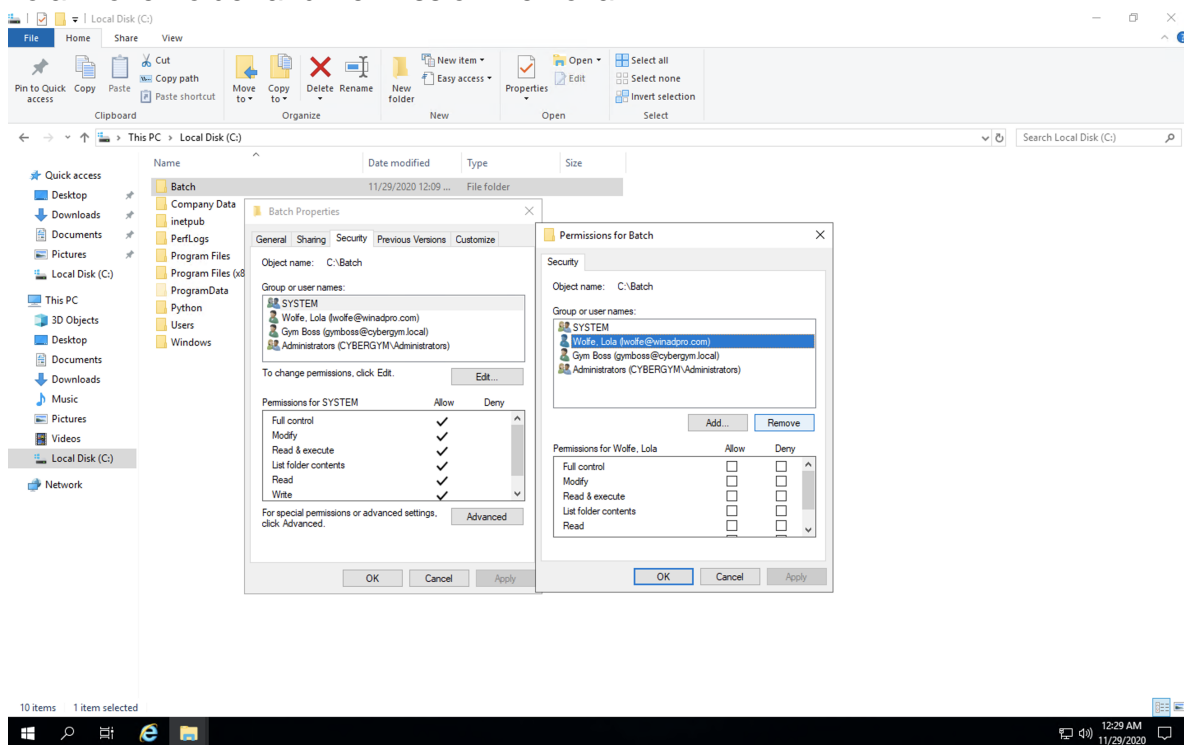 Local Disk (C:)
File Home Share View
Pin to Quick access
Copy
Paste
Cut
Copy path
Paste shortcut
Clipboard
Move to
Copy to
Delete
Rename
Organize
New folder
New item
Easy access
New
Properties
Open
Edit
Open
Select all
Select none
Invert selection
Select
This PC > Local Disk (C:)
Search Local Disk (C:)
Quick access
Desktop
Downloads
Documents
Pictures
Local Disk (C:)
This PC
3D Objects
Desktop
Documents
Downloads
Music
Pictures
Videos
Local Disk (C:)
Network
Name Date modified Type Size
Batch 11/29/2020 12:09 ... File folder
Company Data
inetpub
PerfLogs
Program Files
Program Files (x8
ProgramData
Python
Users
Windows
Batch Properties
General Sharing Security Previous Versions Customize
Object name: C:\Batch
Group or user names:
SYSTEM
Wolfe, Lola (lwolfe@winadpro.com)
Gym Boss (gymboss@cybergym.local)
Administrators (CYBERGYM\Administrators)
To change permissions, click Edit.
Edit...
Permissions for SYSTEM Allow Deny
Full control
Modify
Read & execute
List folder contents
Read
Write
For special permissions or advanced settings,
click Advanced.
Advanced
OK Cancel Apply
Permissions for Batch
Security
Object name: C:\Batch
Group or user names:
SYSTEM
Wolfe, Lola (lwolfe@winadpro.com)
Gym Boss (gymboss@cybergym.local)
Administrators (CYBERGYM\Administrators)
Add... Remove
Permissions for Wolfe, Lola Allow Deny
Full control
Modify
Read & execute
List folder contents
Read
OK Cancel Apply
10 items 1 item selected
12:29 AM
11/29/2020